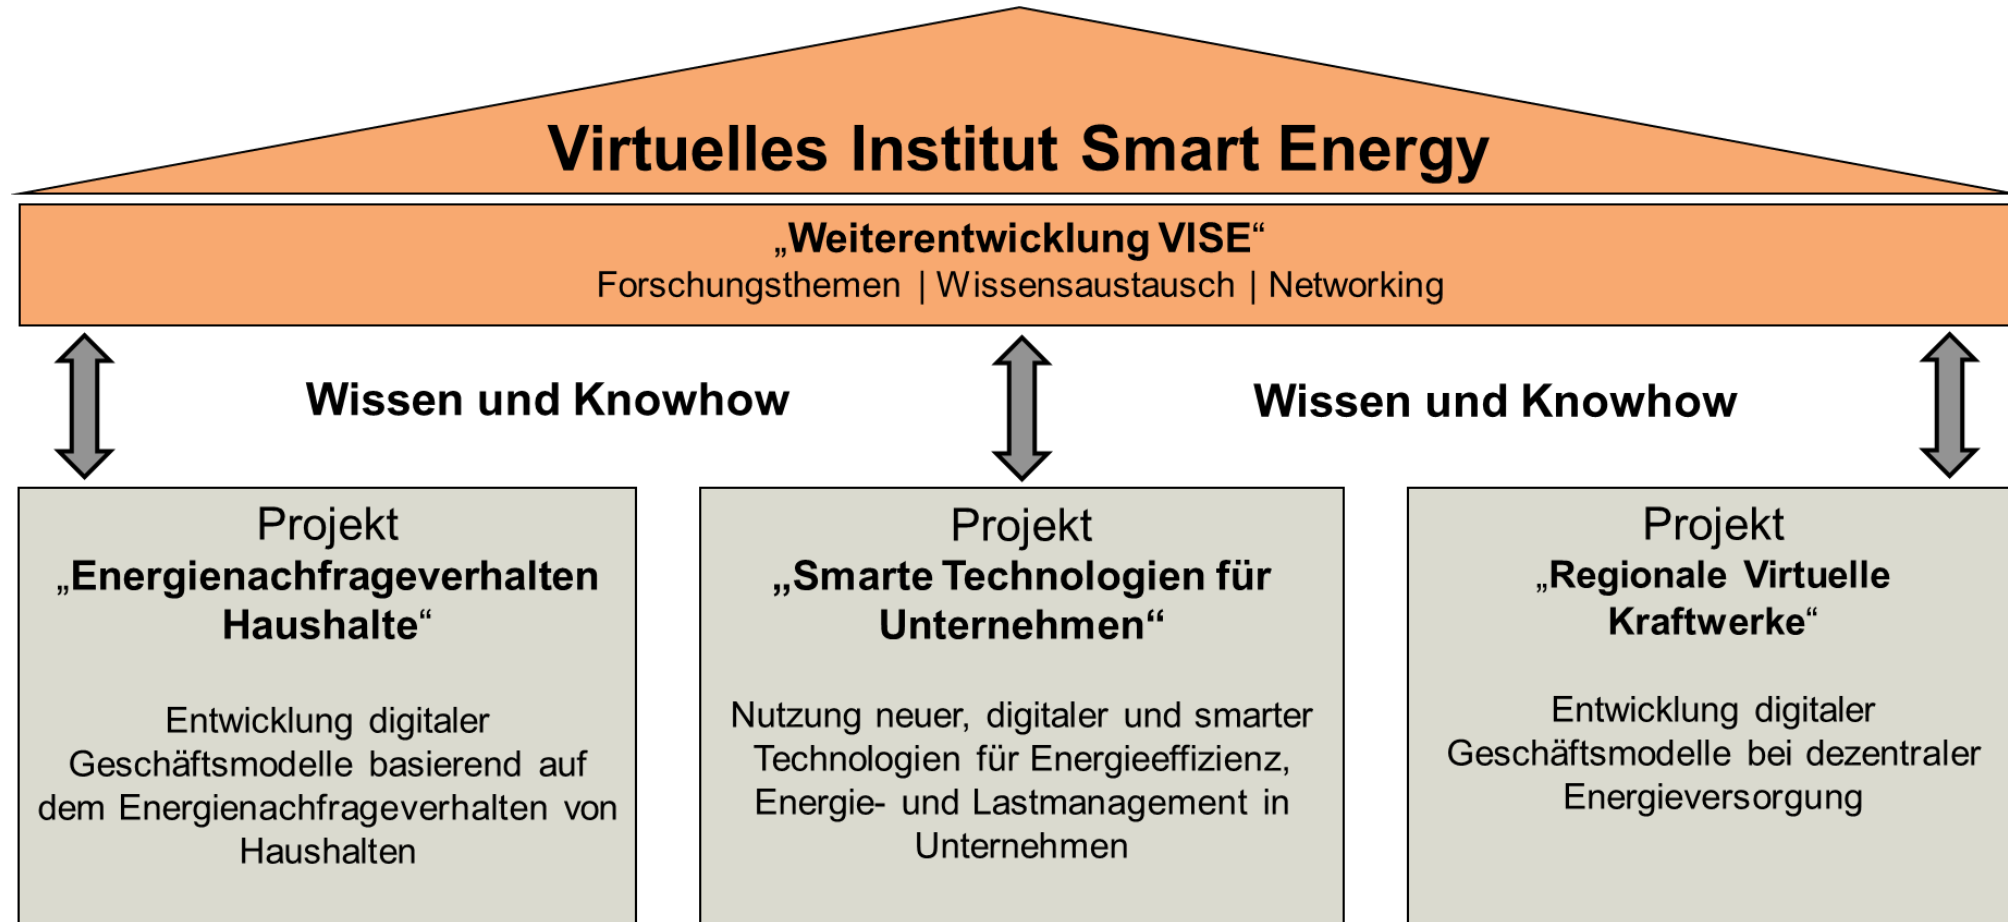 Virtuelles Institut Smart Energy
„Weiterentwicklung VISE“
Forschungsthemen | Wissensaustausch | Networking
Wissen und Knowhow
Wissen und Knowhow
Projekt
„Energienachfrageverhalten
Haushalte“
Entwicklung digitaler
Geschäftsmodelle basierend auf
dem Energienachfrageverhalten von
Haushalten
Projekt
„Smarte Technologien für
Unternehmen“
Nutzung neuer, digitaler und smarter
Technologien für Energieeffizienz,
Energie- und Lastmanagement in
Unternehmen
Projekt
„Regionale Virtuelle
Kraftwerke“
Entwicklung digitaler
Geschäftsmodelle bei dezentraler
Energieversorgung